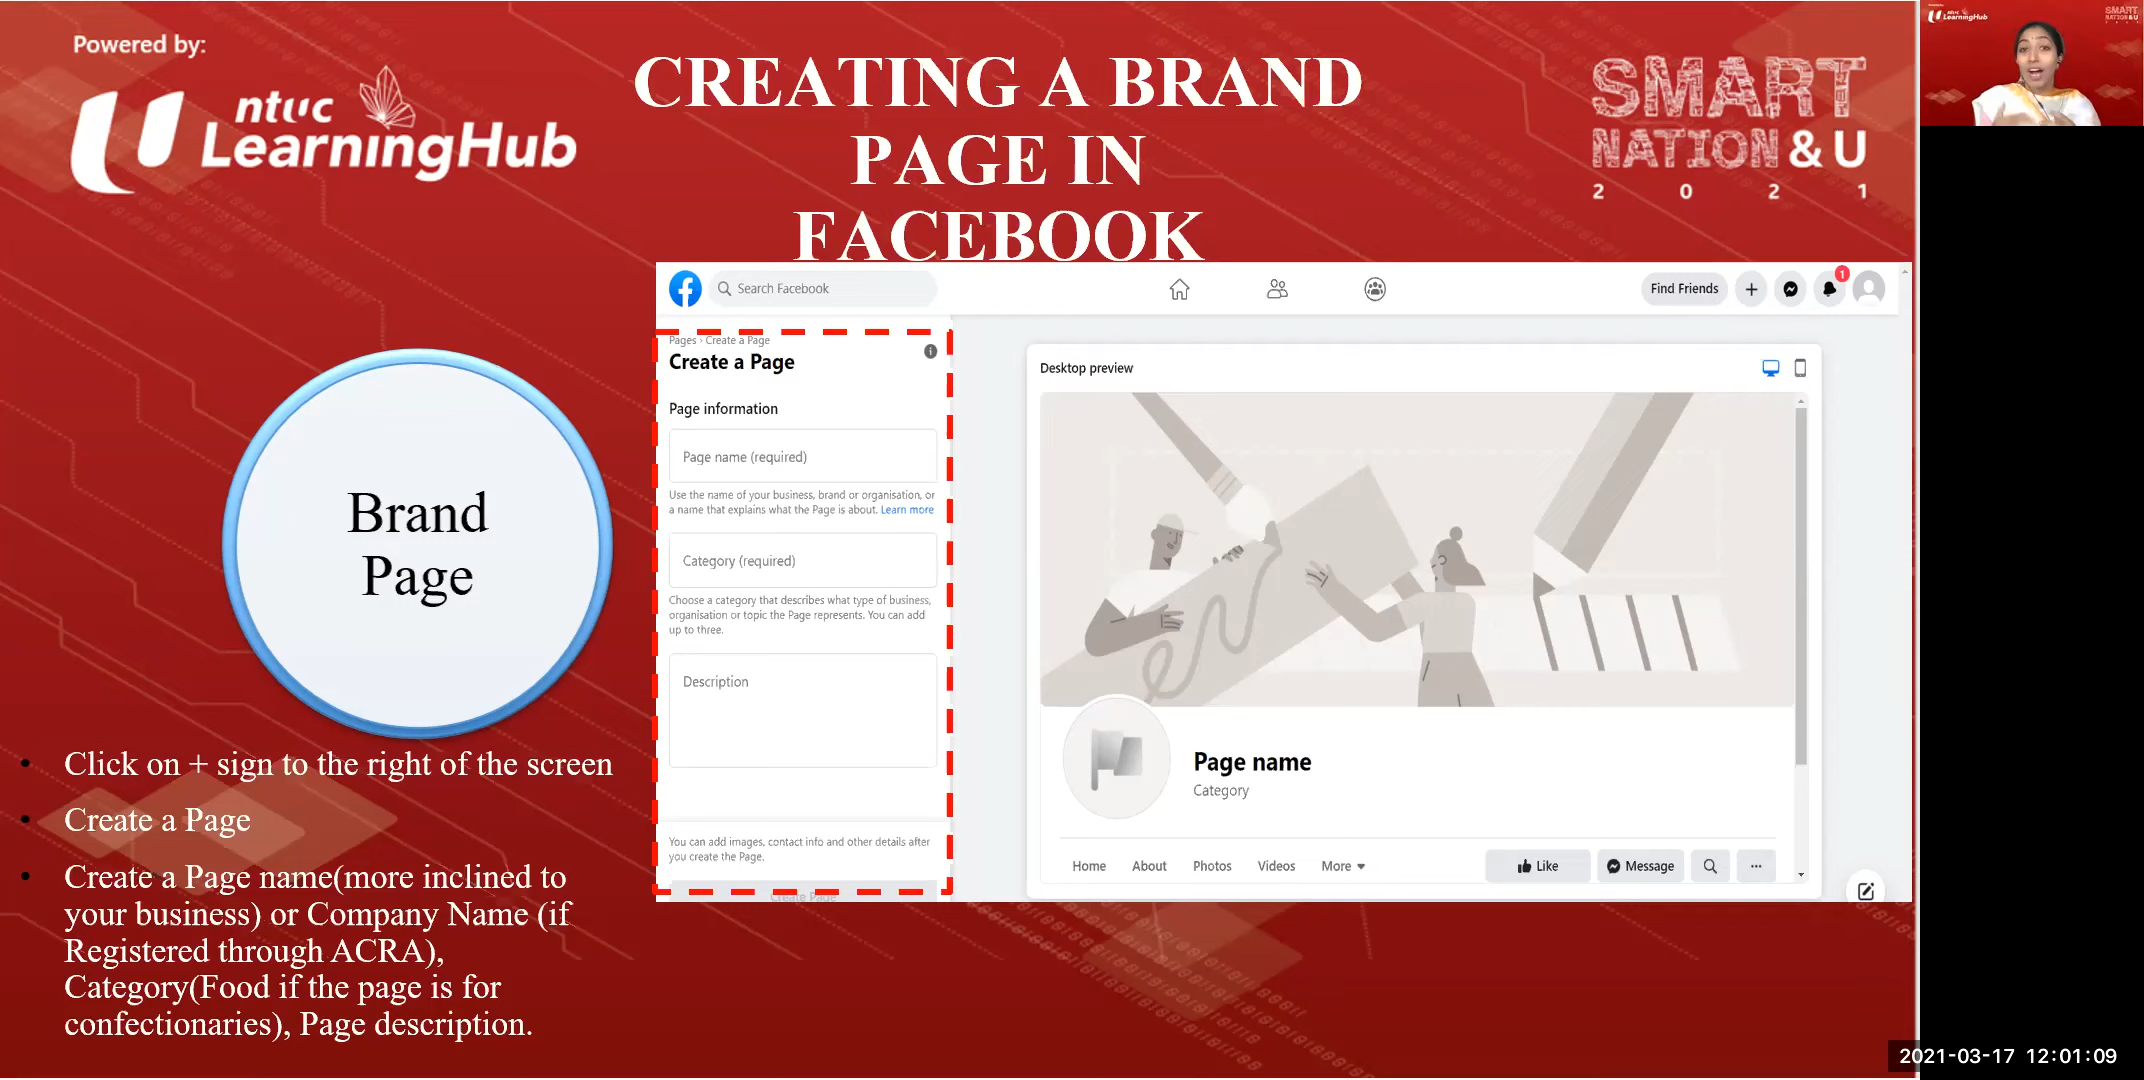 Powered by:
ntuc
LearningHub
CREATING A BRAND
PAGE IN
FACEBOOK
SMART
NATION & U
2 0 2 1
Brand
Page
• Click on + sign to the right of the screen
• Create a Page
• Create a Page name(more inclined to
your business) or Company Name (if
Registered through ACRA),
Category(Food if the page is for
confectionaries), Page description.
Search Facebook
Find Friends
1
Pages › Create a Page
Create a Page
Page information
Page name (required)
Use the name of your business, brand or organisation, or
a name that explains what the Page is about. Learn more
Category (required)
Choose a category that describes what type of business,
organisation or topic the Page represents. You can add
up to three.
Description
You can add images, contact info and other details after
you create the Page.
Create Page
Desktop preview
Page name
Category
Home About Photos Videos More
Like Message
ntuc
LearningHub
SMART
NATION & U
2021-03-17 12:01:09